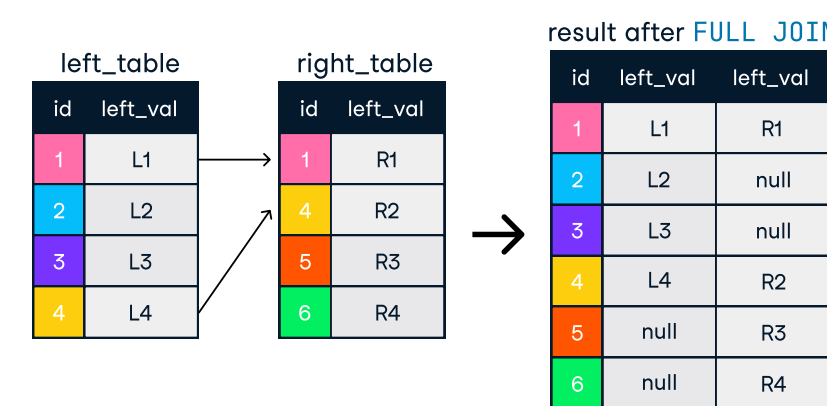 result after FULL JOIN
left_table
right_table
id left_val
1 L1
2 L2
3 L3
4 L4
id left_val
1 R1
4 R2
5 R3
6 R4
id left_val left_val
1 L1 R1
2 L2 null
3 L3 null
4 L4 R2
5 null R3
6 null R4